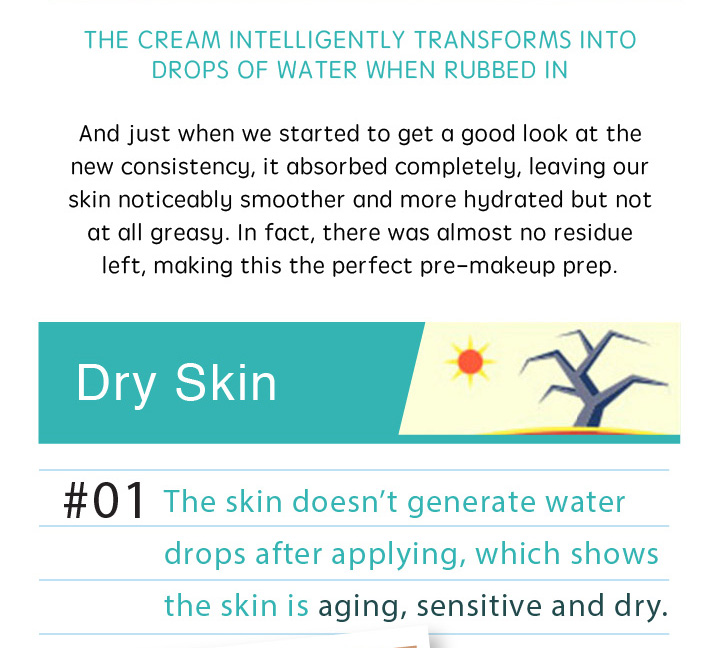 THE CREAM INTELLIGENTLY TRANSFORMS INTO
DROPS OF WATER WHEN RUBBED IN
And just when we started to get a good look at the
new consistency, it absorbed completely, leaving our
skin noticeably smoother and more hydrated but not
at all greasy. In fact, there was almost no residue
left, making this the perfect pre-makeup prep.
Dry Skin
#01 The skin doesn't generate water
drops after applying, which shows
the skin is aging, sensitive and dry.